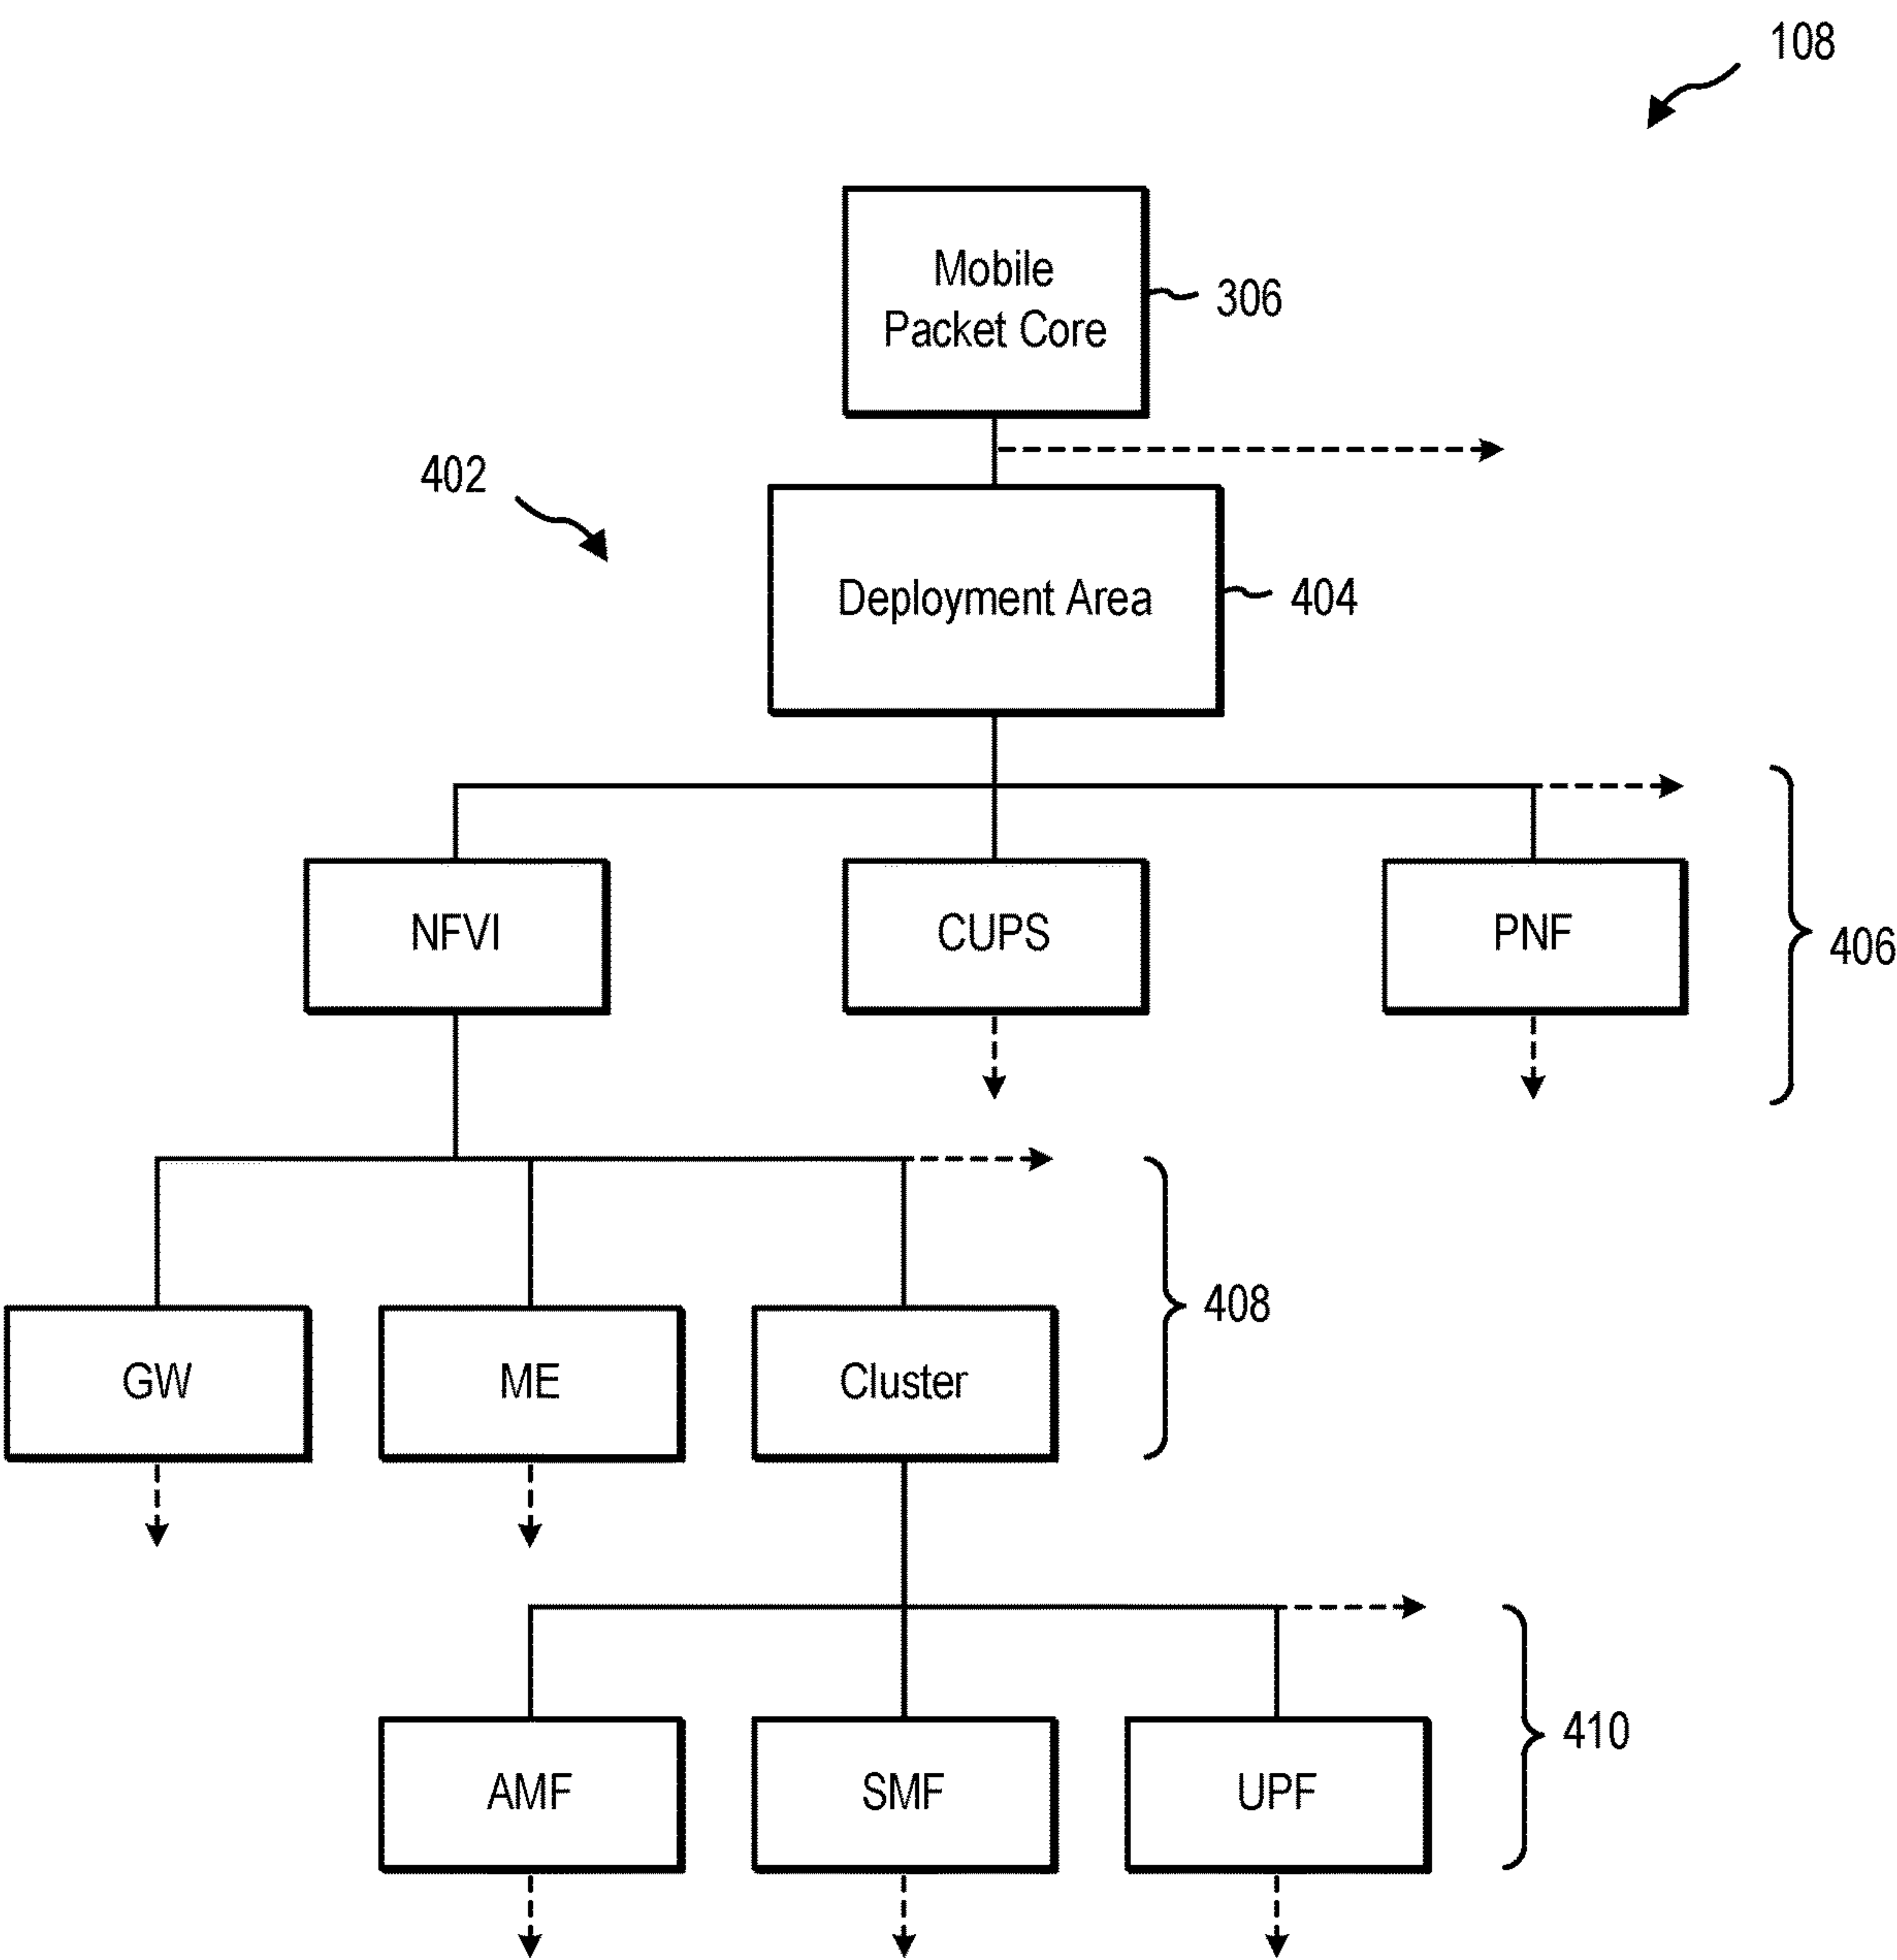 108
Mobile
Packet Core
306
402
Deployment Area
404
NFVI
CUPS
PNF
406
408
GW
ME
Cluster
410
AMF
SMF
UPF